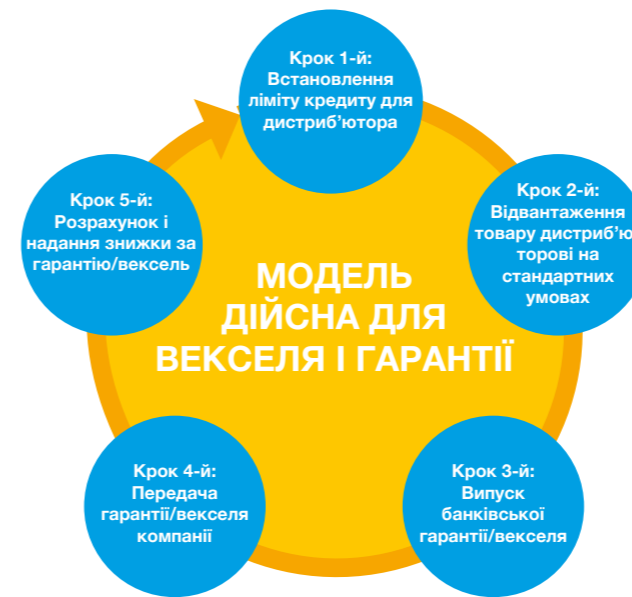 Крок 1-й:
Встановлення
ліміту кредиту для
дистриб’ютора
Крок 2-й:
Відвантаження
товару дистриб’ю
торові на
стандартних
умовах
Крок 3-й:
Випуск
банківської
гарантії/векселя
Крок 4-й:
Передача
гарантії/векселя
компанії
Крок 5-й:
Розрахунок і
надання знижки за
гарантію/вексель
МОДЕЛЬ
ДІЙСНА ДЛЯ
ВЕКСЕЛЯ І ГАРАНТІЇ